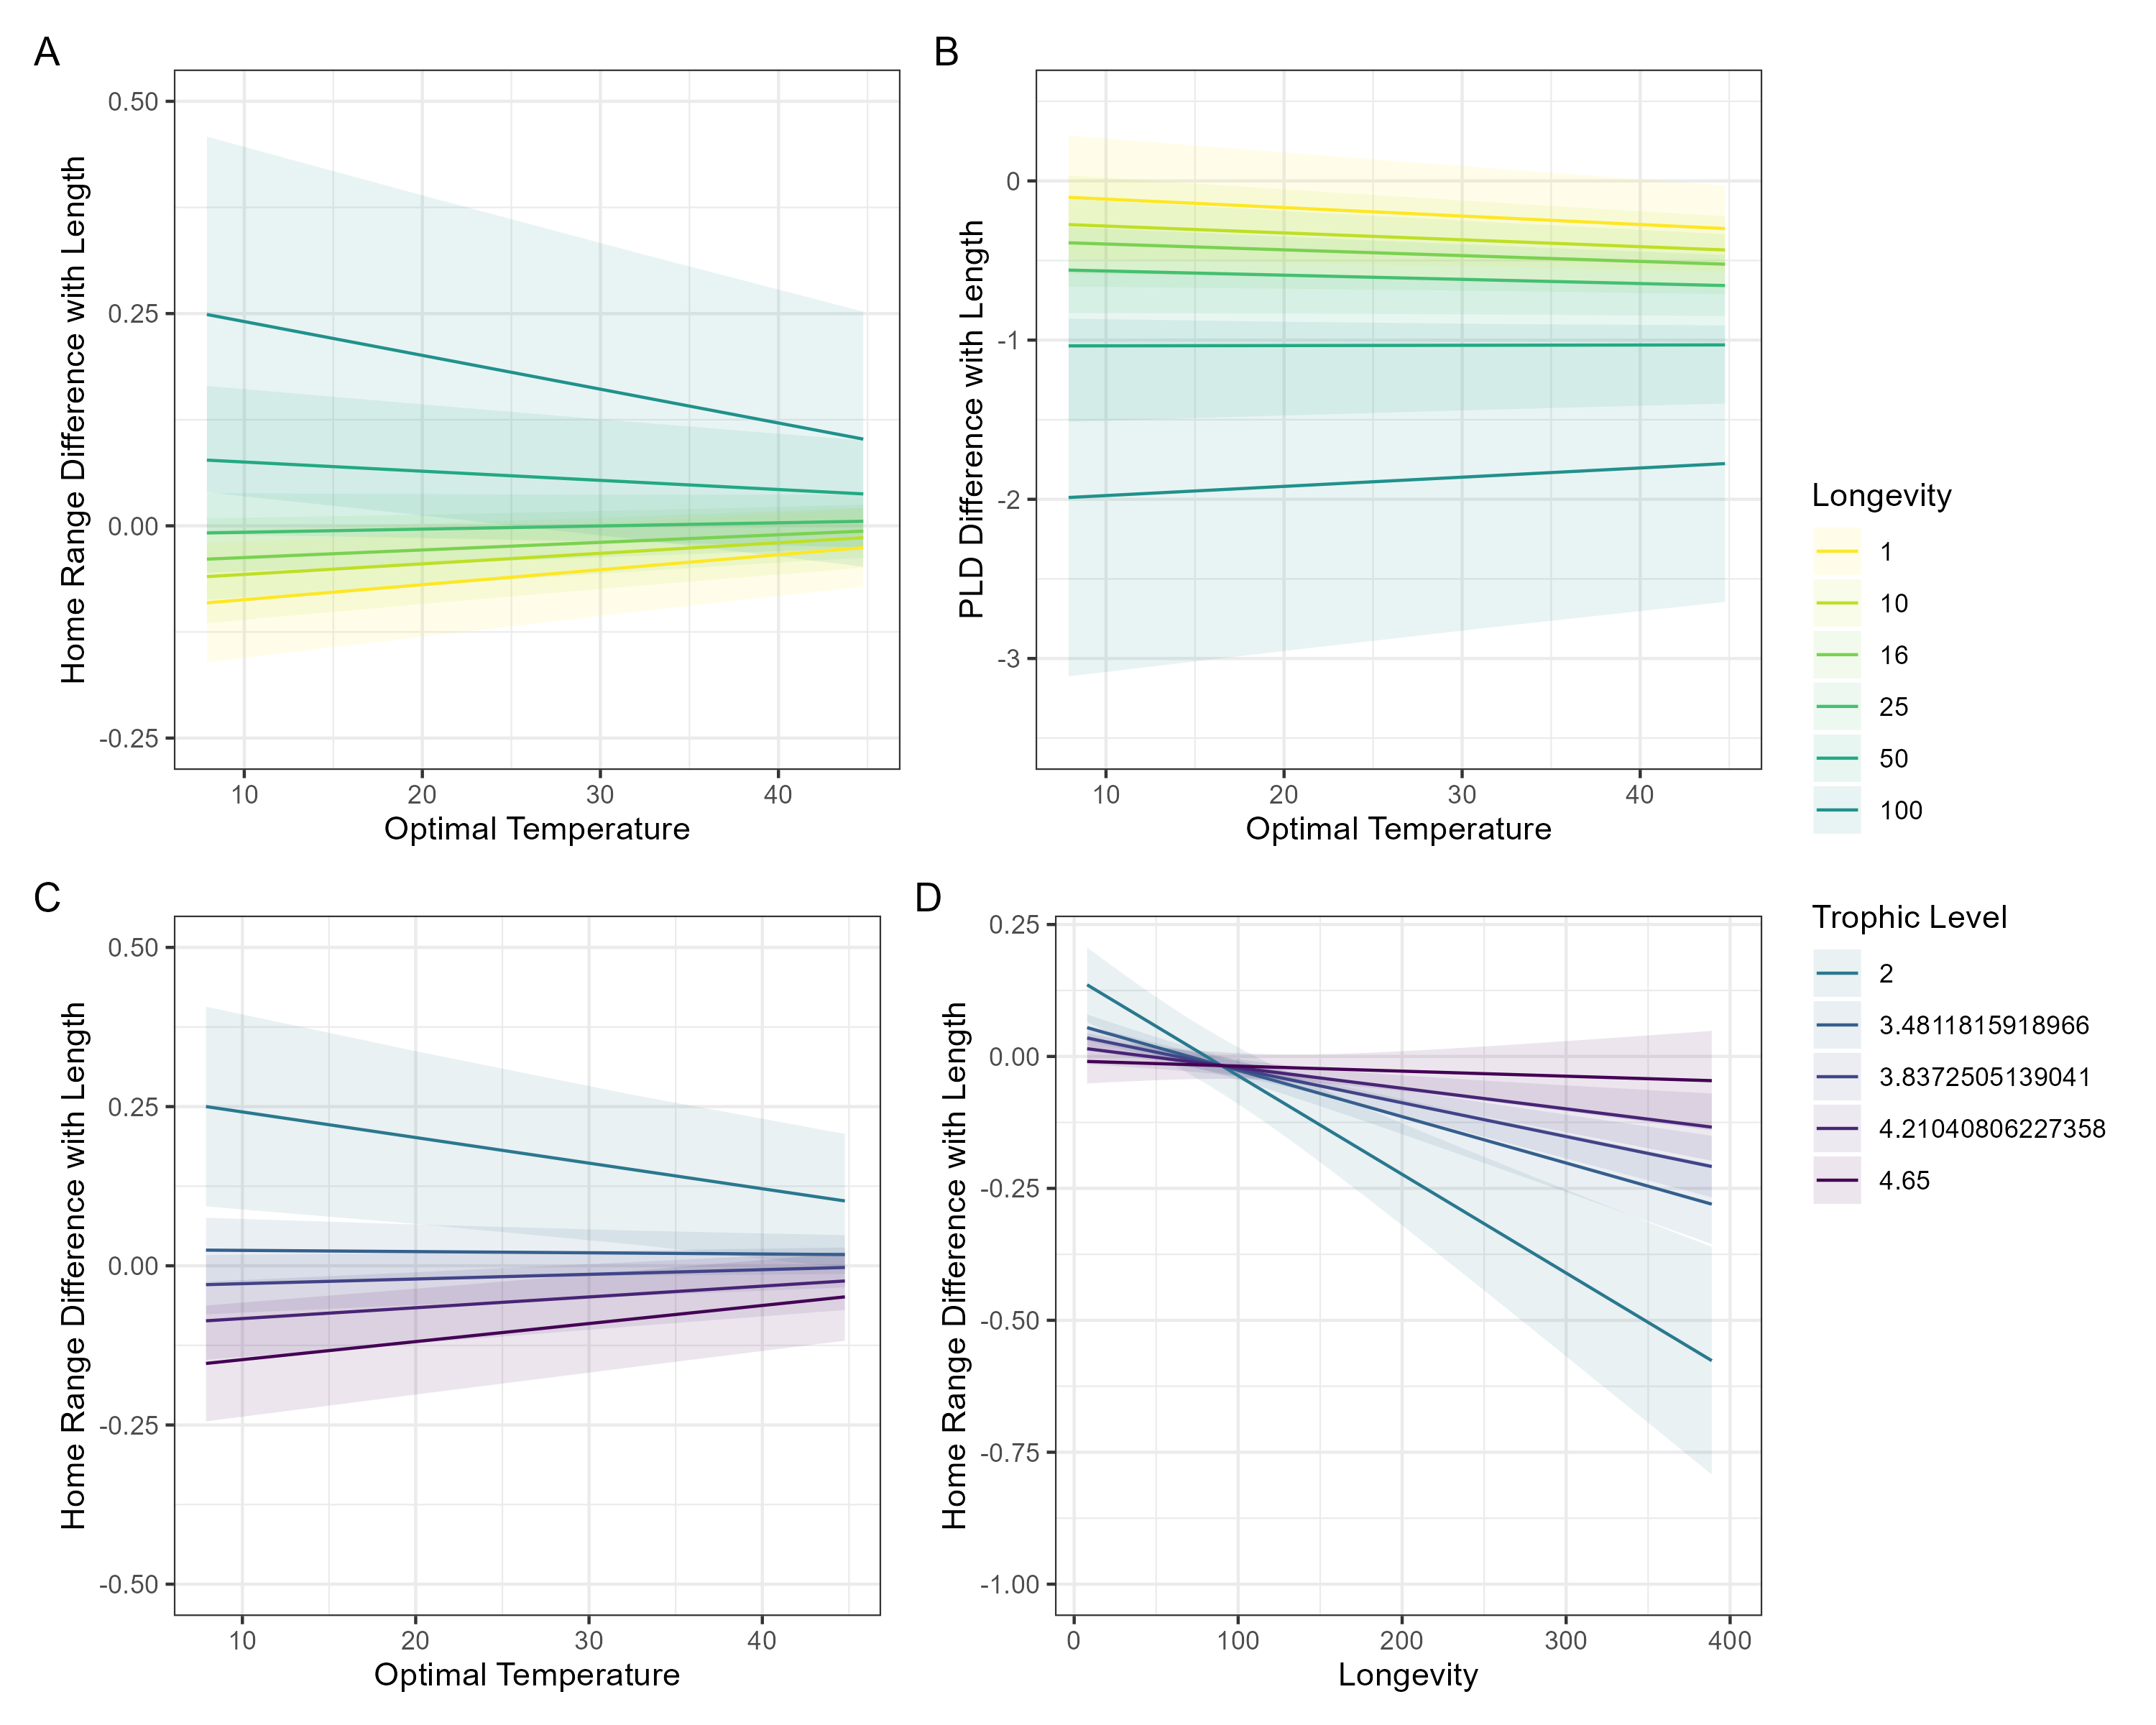 A
Home Range Difference with Length
0.50
0.25
0.00
-0.25
10 20 30 40
Optimal Temperature
B
PLD Difference with Length
0
-1
-2
-3
10 20 30 40
Optimal Temperature
Longevity
1
10
16
25
50
100
C
Home Range Difference with Length
0.50
0.25
0.00
-0.25
-0.50
10 20 30 40
Optimal Temperature
D
Home Range Difference with Length
0.25
0.00
-0.25
-0.50
-0.75
-1.00
0 100 200 300 400
Longevity
Trophic Level
2
3.4811815918966
3.8372505139041
4.21040806227358
4.65